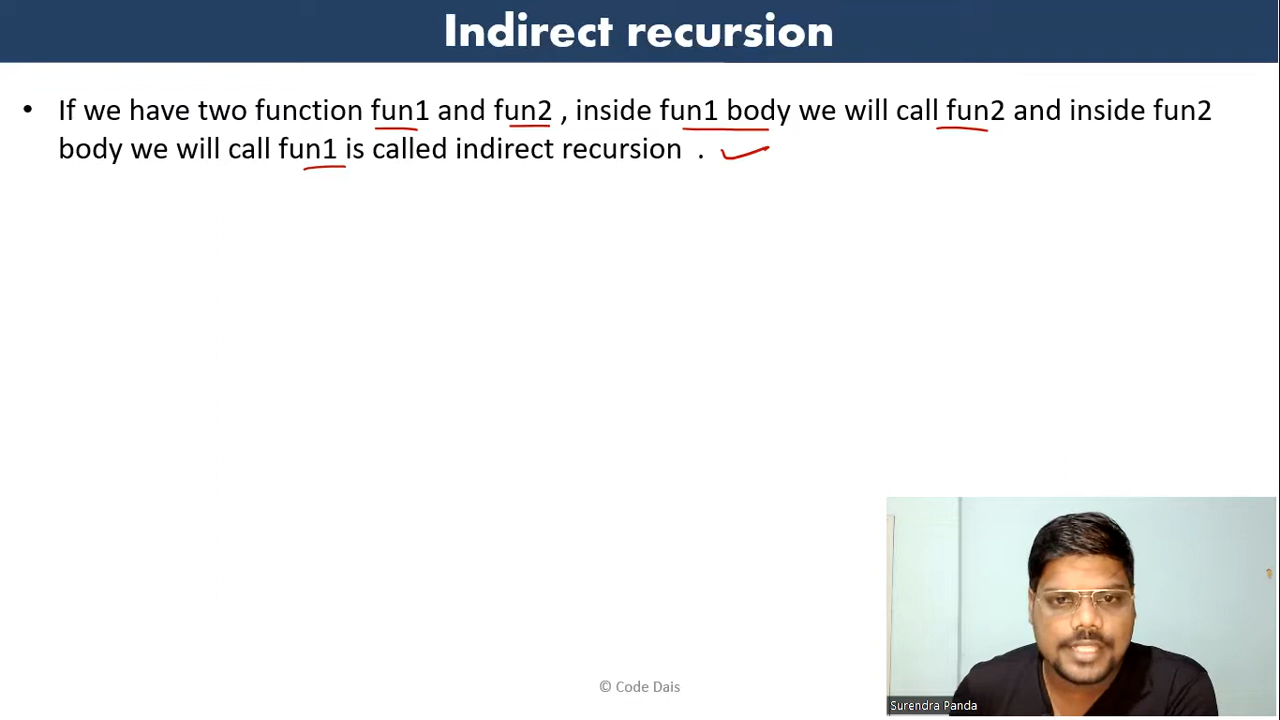 Indirect recursion
• If we have two function fun1 and fun2 , inside fun1 body we will call fun2 and inside fun2
body we will call fun1 is called indirect recursion .
© Code Dais
Surendra Panda